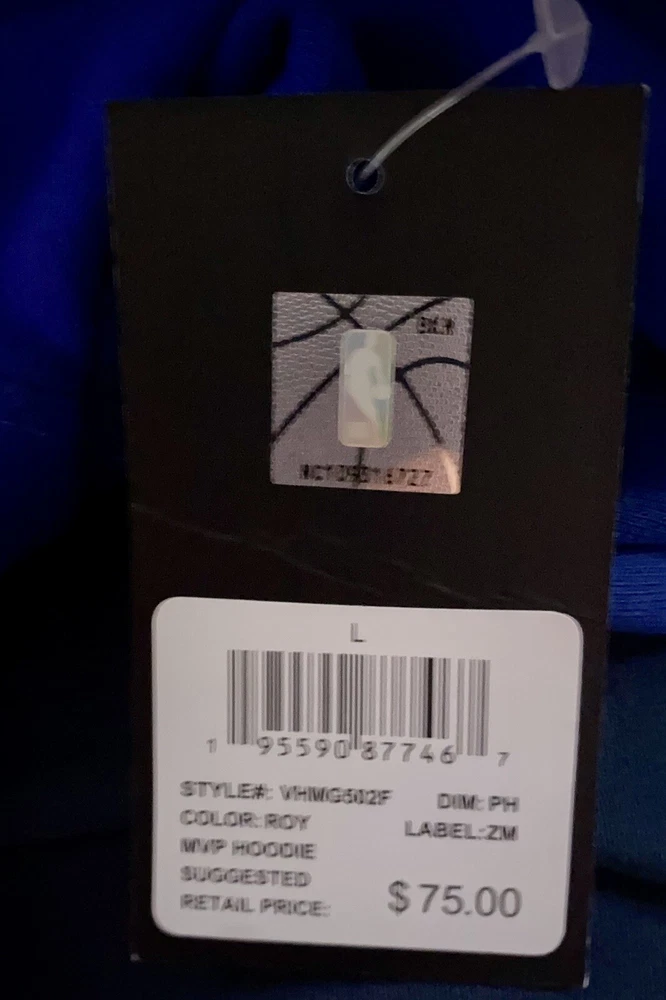 L
1 95590 87746 7
STYLE#: VHMG502F DIM: PH
COLOR: ROY LABEL:ZM
MVP HOODIE
SUGGESTED
RETAIL PRICE: $75.00